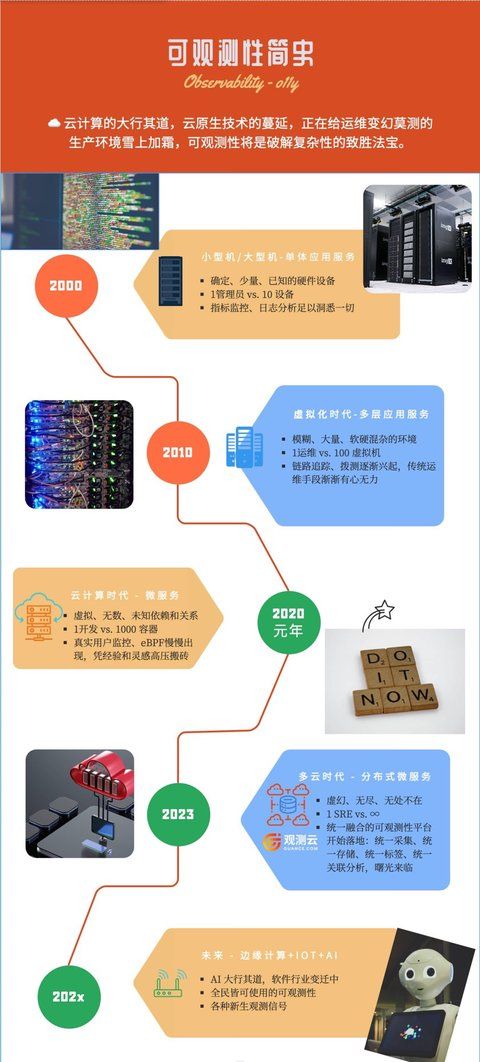 可观测性简史
Observability - o11y
云计算的大行其道，云原生技术的蔓延，正在给运维变幻莫测的
生产环境雪上加霜，可观测性将是破解复杂性的致胜法宝。
2000
小型机/大型机-单体应用服务
确定、少量、已知的硬件设备
1管理员 vs. 10 设备
指标监控、日志分析足以洞悉一切
2010
虚拟化时代-多层应用服务
模糊、大量、软硬混杂的环境
1运维 vs. 100 虚拟机
链路追踪、拨测逐渐兴起，传统运
维手段渐渐有心无力
云计算时代 - 微服务
虚拟、无数、未知依赖和关系
1开发 vs. 1000 容器
真实用户监控、eBPF慢慢出
现，凭经验和灵感高压搬砖
2020
元年
DO
IT
NOW
2023
多云时代 - 分布式微服务
虚幻、无尽、无处不在
1 SRE vs. ∞
统一融合的可观测性平台
开始落地：统一采集、统
一存储、统一标签、统一
关联分析，曙光来临
观测云
GUANCE.COM
202x
未来 - 边缘计算+IOT+AI
AI 大行其道，软件行业变迁中
全民皆可使用的可观测性
各种新生观测信号